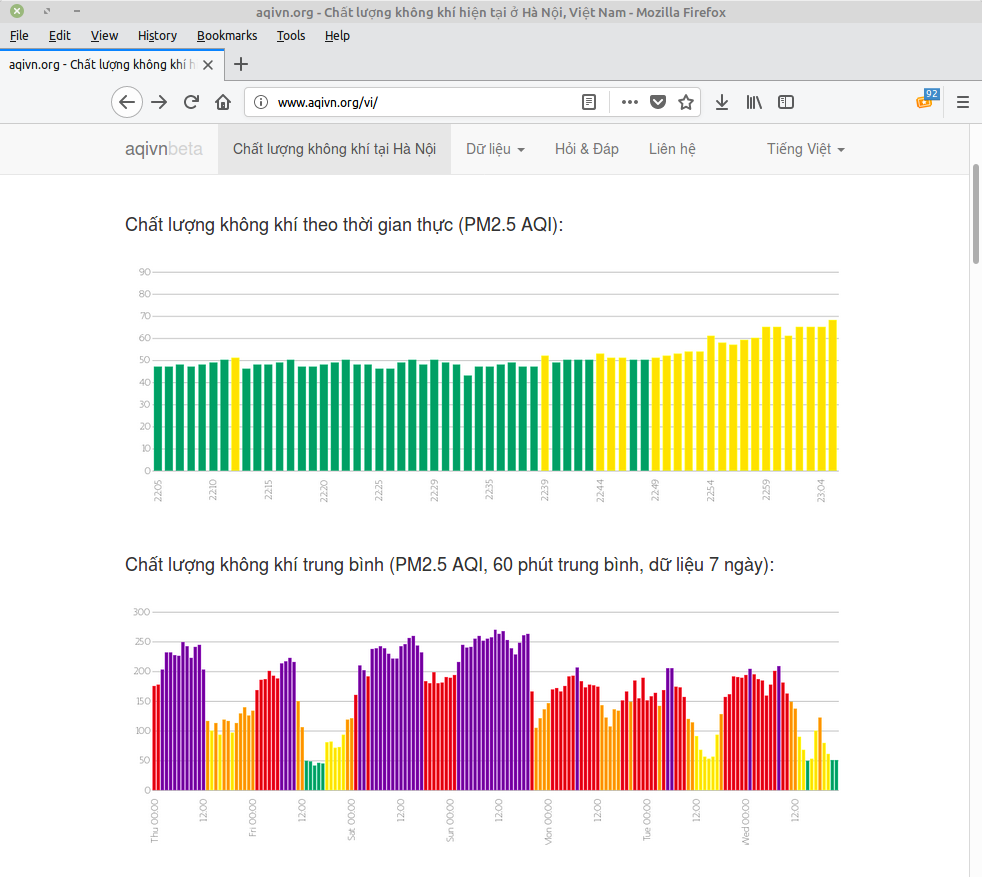 aqivn.org - Chất lượng không khí hiện tại ở Hà Nội, Việt Nam - Mozilla Firefox
File Edit View History Bookmarks Tools Help
aqivn.org - Chất lượng không khí h
www.aqivn.org/vi/
92
aqivnbeta Chất lượng không khí tại Hà Nội Dữ liệu Hỏi & Đáp Liên hệ Tiếng Việt
Chất lượng không khí theo thời gian thực (PM2.5 AQI):
90
80
70
60
50
40
30
20
10
0
22:05 22:10 22:15 22:20 22:25 22:29 22:35 22:39 22:44 22:49 22:54 22:59 23:04
Chất lượng không khí trung bình (PM2.5 AQI, 60 phút trung bình, dữ liệu 7 ngày):
300
250
200
150
100
50
0
Thu 00:00 12:00 Fri 00:00 12:00 Sat 00:00 12:00 Sun 00:00 12:00 Mon 00:00 12:00 Tue 00:00 12:00 Wed 00:00 12:00